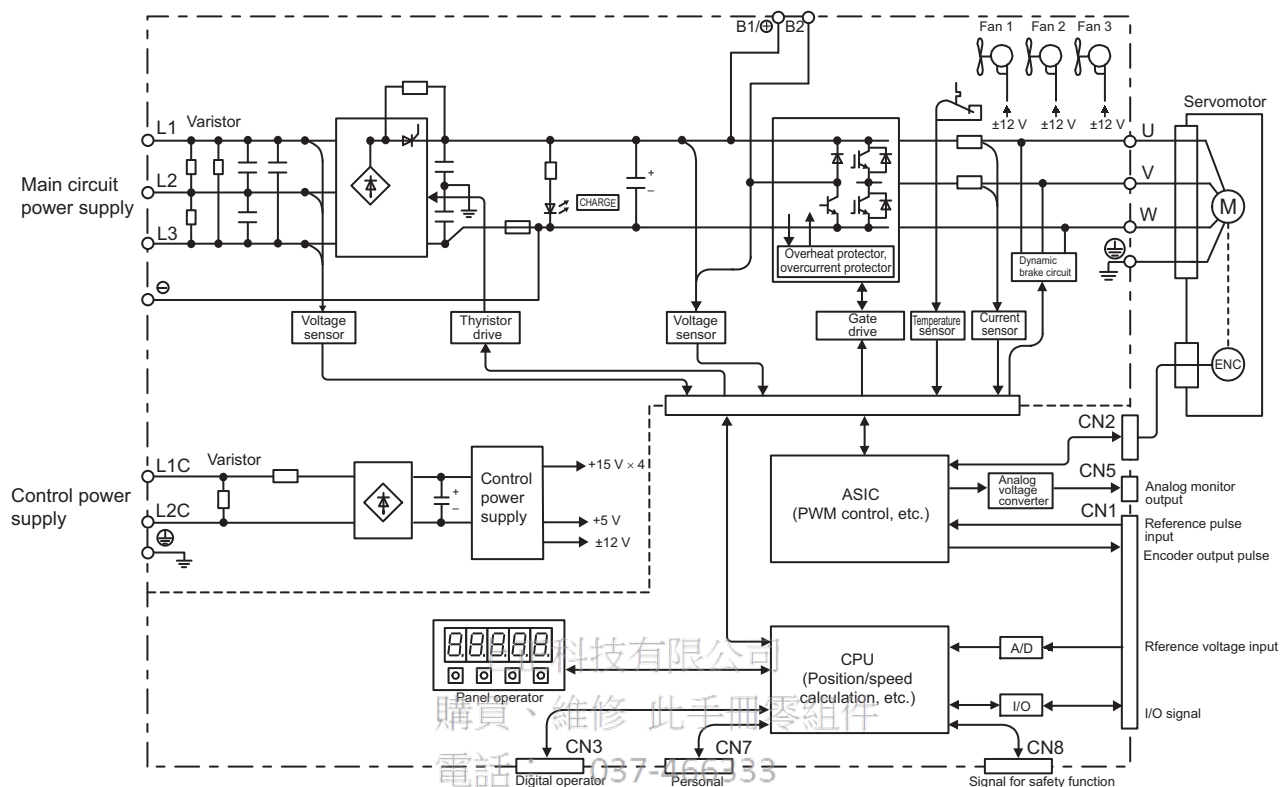 B1/⊕ B2
Fan 1 Fan 2 Fan 3
±12 V ±12 V ±12 V
Servomotor
L1 Varistor
L2
L3
Main circuit
power supply
⊖
+
–
CHARGE
Overheat protector,
overcurrent protector
U
V
W
M
Dynamic
brake circuit
Voltage
sensor
Thyristor
drive
Voltage
sensor
Gate
drive
Temperature
sensor
Current
sensor
ENC
CN2
L1C Varistor
L2C
Control power
supply
+
–
Control
power
supply
+15 V × 4
+5 V
±12 V
ASIC
(PWM control, etc.)
Analog
voltage
converter
CN5
Analog monitor
output
CN1
Reference pulse
input
Encoder output pulse
8.8.8.8.8.
Panel operator
CPU
(Position/speed
calculation, etc.)
A/D
Rference voltage input
I/O
I/O signal
CN3
Digital operator
CN7
Personal
CN8
Signal for safety function
科技有限公司
購買、維修 此手冊零組件
電話: 037-466333